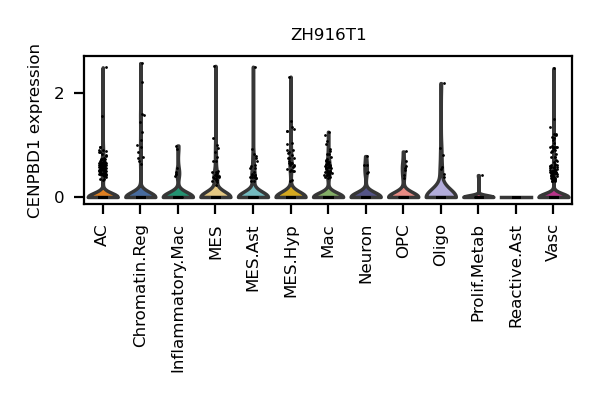 ZH916T1
CENPBD1 expression
2
0
AC
Chromatin.Reg
Inflammatory.Mac
MES
MES.Ast
MES.Hyp
Mac
Neuron
OPC
Oligo
Prolif.Metab
Reactive.Ast
Vasc